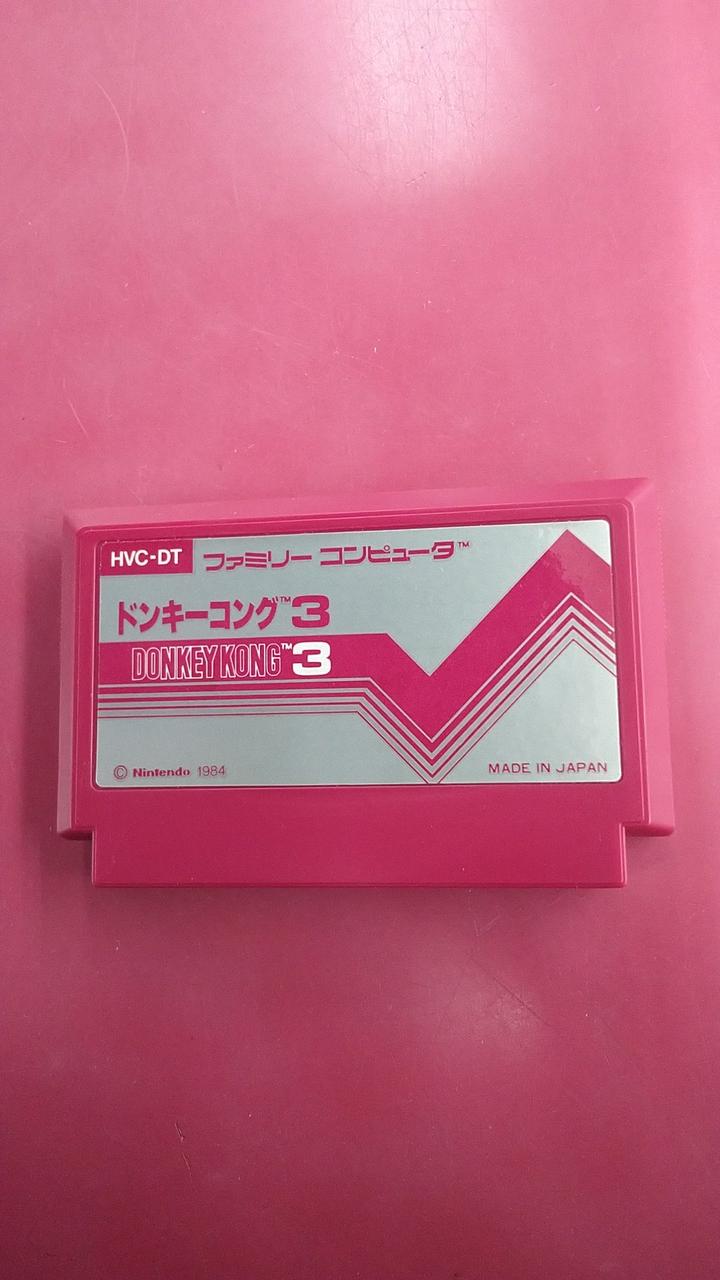 HVC-DT ファミリー コンピュータ™
ドンキーコング™3
DONKEY KONG™3
© Nintendo 1984
MADE IN JAPAN